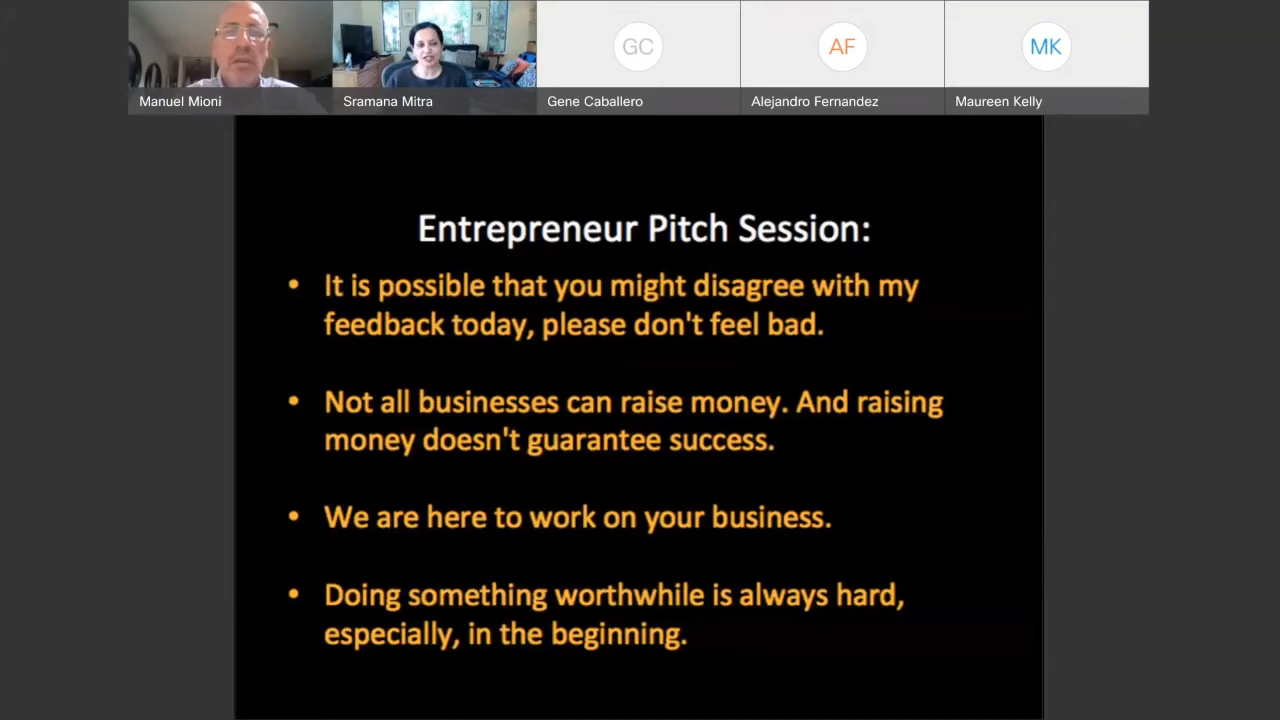 GC
AF
MK
Manuel Mioni
Sramana Mitra
Gene Caballero
Alejandro Fernandez
Maureen Kelly
Entrepreneur Pitch Session:
• It is possible that you might disagree with my
feedback today, please don't feel bad.
• Not all businesses can raise money. And raising
money doesn't guarantee success.
• We are here to work on your business.
• Doing something worthwhile is always hard,
especially, in the beginning.